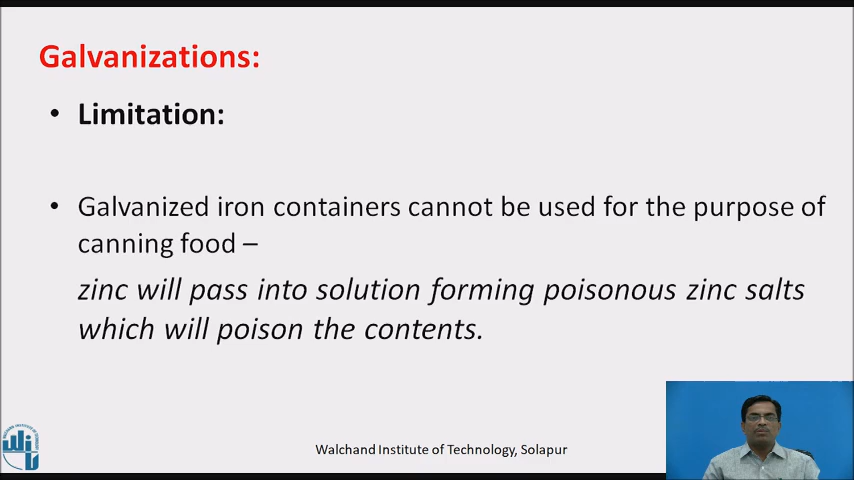 Galvanizations:
• Limitation:
• Galvanized iron containers cannot be used for the purpose of
canning food –
zinc will pass into solution forming poisonous zinc salts
which will poison the contents.
Walchand Institute of Technology, Solapur